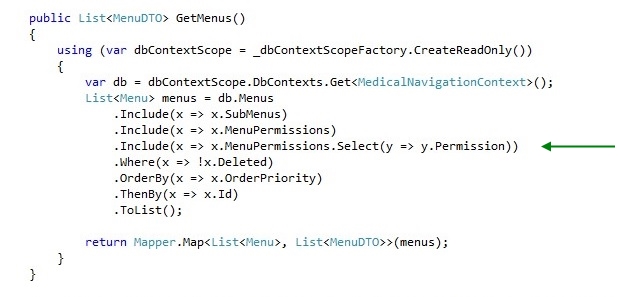 public List<MenuDTO> GetMenus()
{
    using (var dbContextScope = _dbContextScopeFactory.CreateReadOnly())
    {
        var db = dbContextScope.DbContexts.Get<MedicalNavigationContext>();
        List<Menu> menus = db.Menus
            .Include(x => x.SubMenus)
            .Include(x => x.MenuPermissions)
            .Include(x => x.MenuPermissions.Select(y => y.Permission))
            .Where(x => !x.Deleted)
            .OrderBy(x => x.OrderPriority)
            .ThenBy(x => x.Id)
            .ToList();

        return Mapper.Map<List<Menu>, List<MenuDTO>>(menus);
    }
}